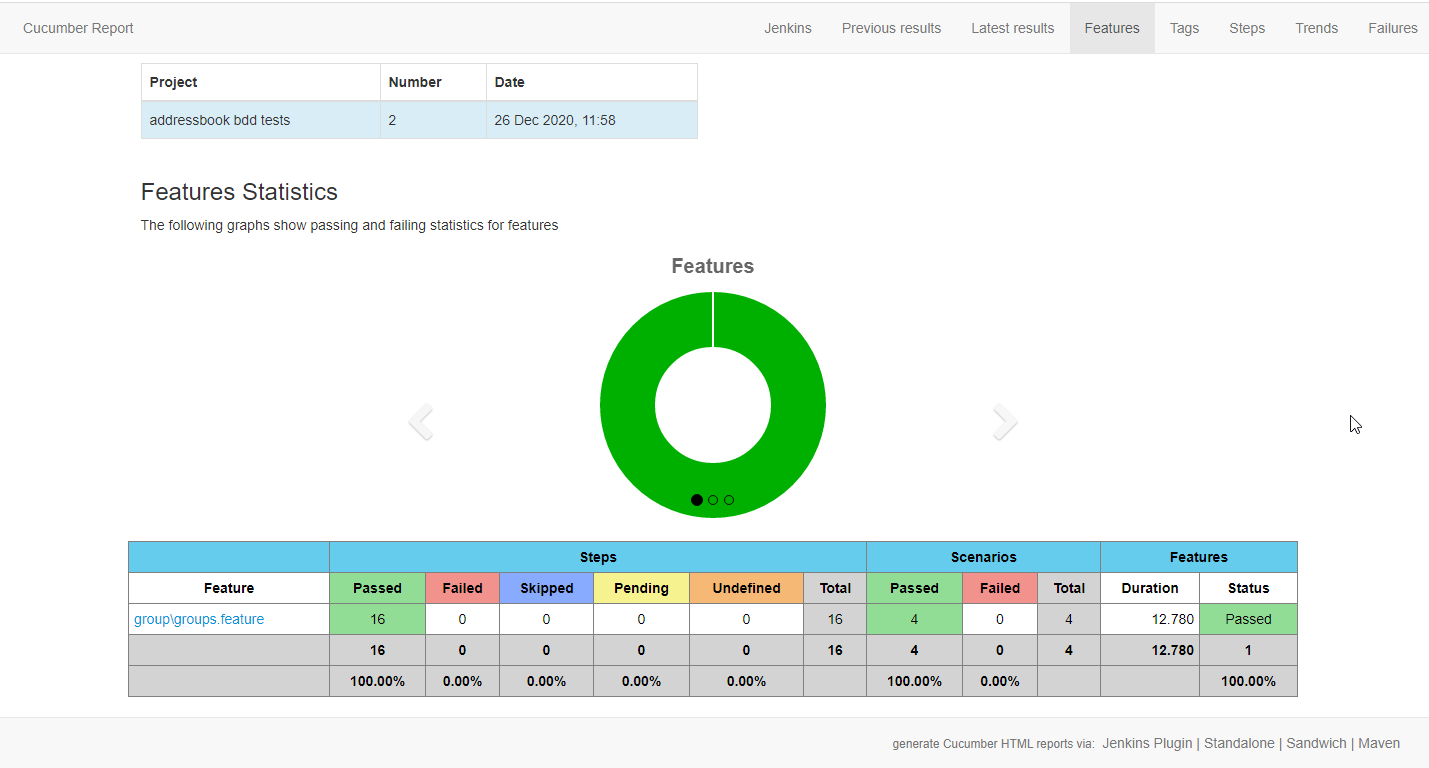 Cucumber Report Jenkins Previous results Latest results Features Tags Steps Trends Failures
Project Number Date
addressbook bdd tests 2 26 Dec 2020, 11:58
Features Statistics
The following graphs show passing and failing statistics for features
Features
Steps Scenarios Features
Feature Passed Failed Skipped Pending Undefined Total Passed Failed Total Duration Status
group\groups.feature 16 0 0 0 0 16 4 0 4 12.780 Passed
16 0 0 0 0 16 4 0 4 12.780 1
100.00% 0.00% 0.00% 0.00% 0.00% 100.00% 0.00% 100.00%
generate Cucumber HTML reports via: Jenkins Plugin | Standalone | Sandwich | Maven